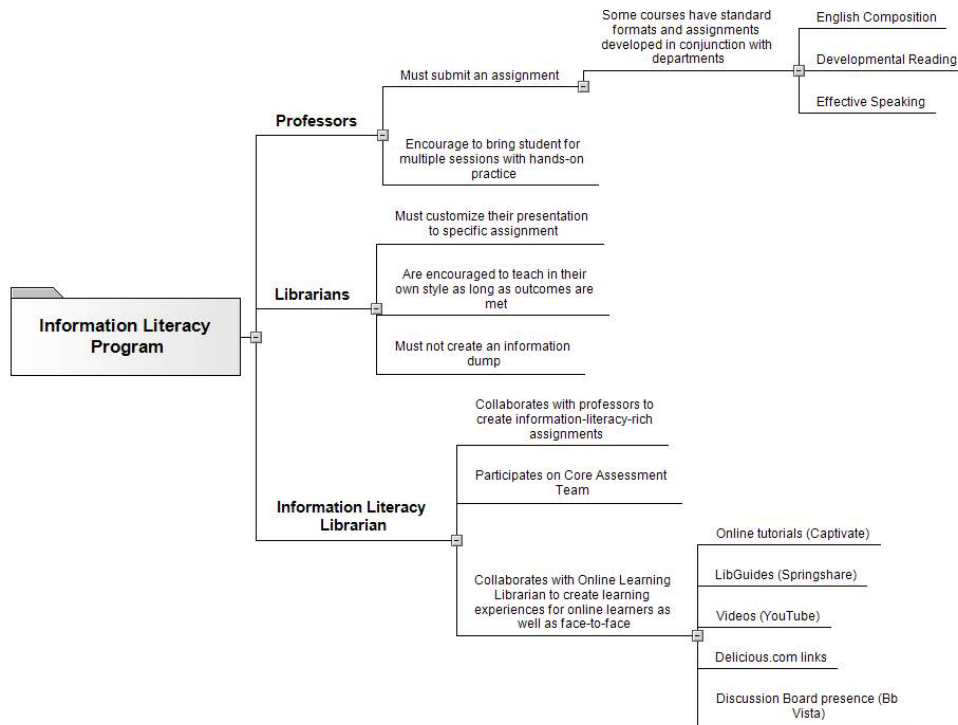 Information Literacy
Program
Professors
Must submit an assignment
Some courses have standard
formats and assignments
developed in conjunction with
departments
English Composition
Developmental Reading
Effective Speaking
Encourage to bring student for
multiple sessions with hands-on
practice
Librarians
Must customize their presentation
to specific assignment
Are encouraged to teach in their
own style as long as outcomes are
met
Must not create an information
dump
Information Literacy
Librarian
Collaborates with professors to
create information-literacy-rich
assignments
Participates on Core Assessment
Team
Collaborates with Online Learning
Librarian to create learning
experiences for online learners as
well as face-to-face
Online tutorials (Captivate)
LibGuides (Springshare)
Videos (YouTube)
Delicious.com links
Discussion Board presence (Bb
Vista)